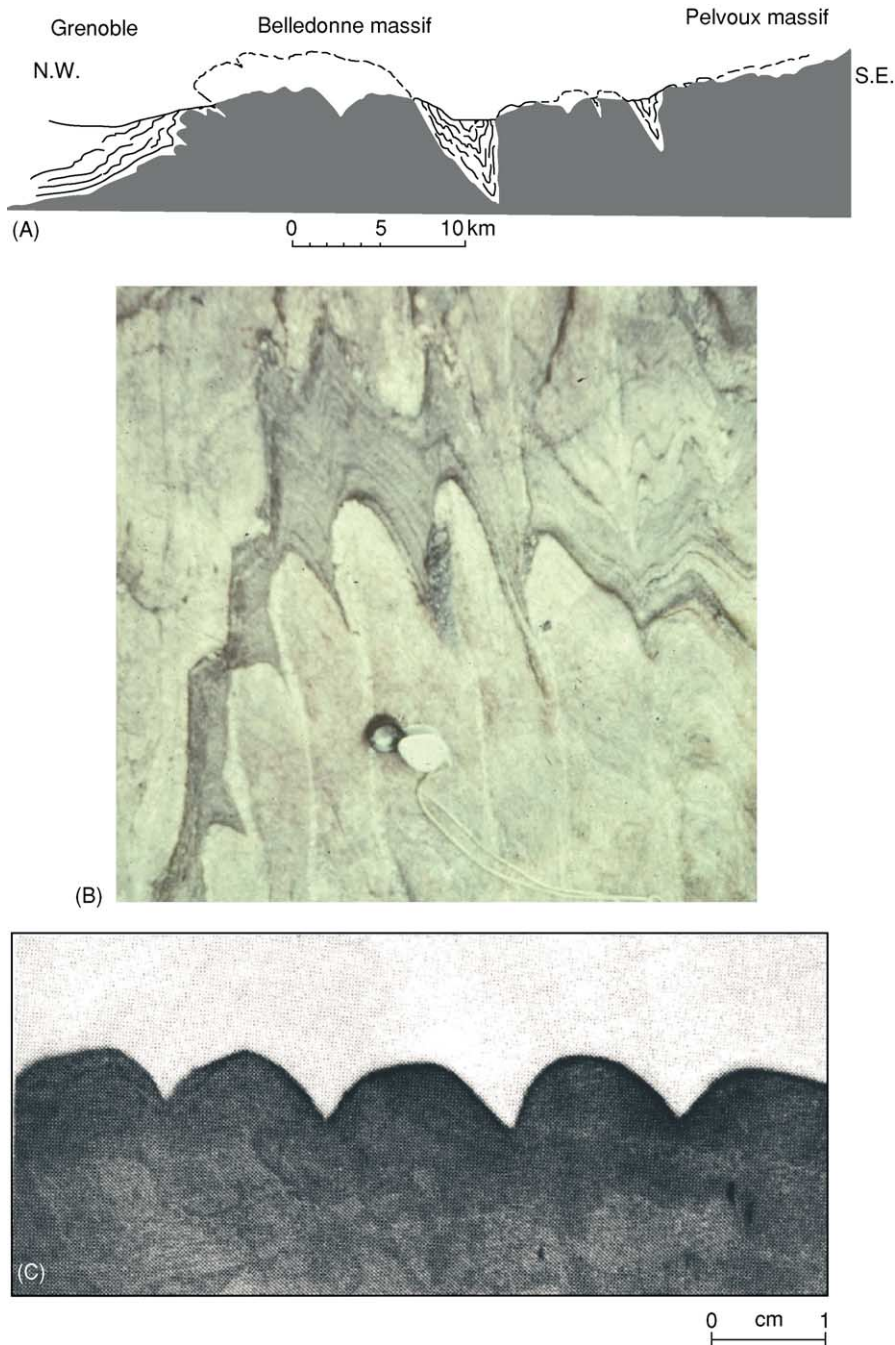 Grenoble Belledonne massif Pelvoux massif
N.W. S.E.
(A)
0 5 10 km
(B)
(C)
0 cm 1